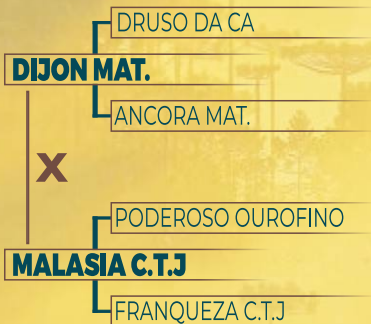 DRUSO DA CA
DIJON MAT.
ANCORA MAT.
X
PODEROSO OUROFINO
MALASIA C.T.J
FRANQUEZA C.T.J